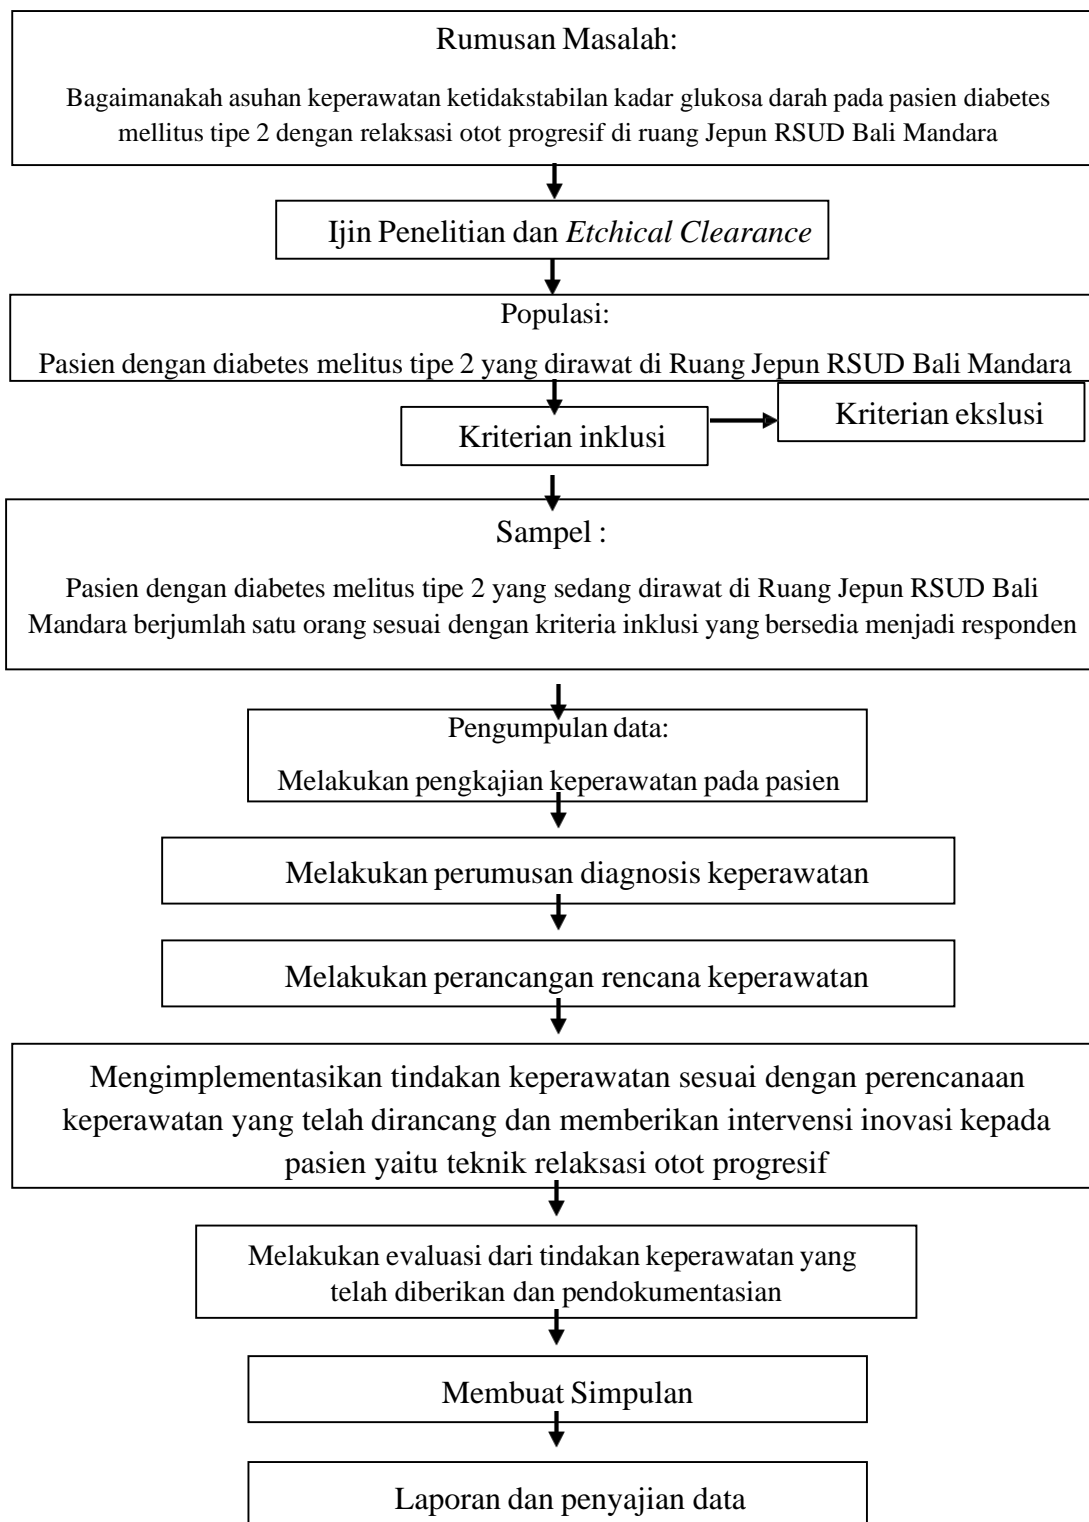 Rumusan Masalah:
Bagaimanakah asuhan keperawatan ketidakstabilan kadar glukosa darah pada pasien diabetes
mellitus tipe 2 dengan relaksasi otot progresif di ruang Jepun RSUD Bali Mandara
Ijin Penelitian dan Etchical Clearance
Populasi:
Pasien dengan diabetes melitus tipe 2 yang dirawat di Ruang Jepun RSUD Bali Mandara
Kriterian inklusi
Kriterian ekslusi
Sampel :
Pasien dengan diabetes melitus tipe 2 yang sedang dirawat di Ruang Jepun RSUD Bali
Mandara berjumlah satu orang sesuai dengan kriteria inklusi yang bersedia menjadi responden
Pengumpulan data:
Melakukan pengkajian keperawatan pada pasien
Melakukan perumusan diagnosis keperawatan
Melakukan perancangan rencana keperawatan
Mengimplementasikan tindakan keperawatan sesuai dengan perencanaan
keperawatan yang telah dirancang dan memberikan intervensi inovasi kepada
pasien yaitu teknik relaksasi otot progresif
Melakukan evaluasi dari tindakan keperawatan yang
telah diberikan dan pendokumentasian
Membuat Simpulan
Laporan dan penyajian data